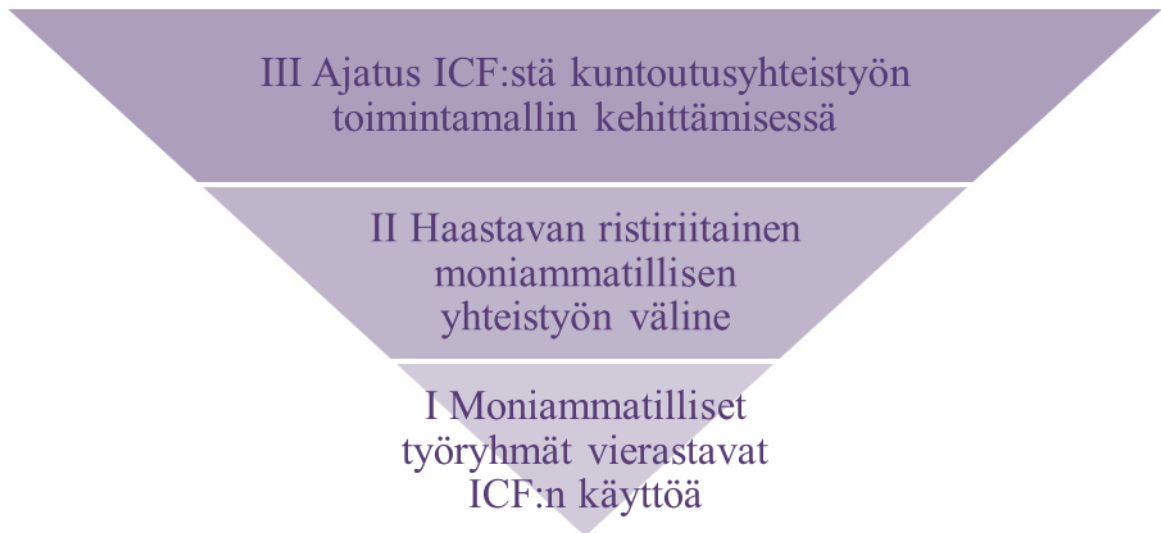 III Ajatus ICF:stä kuntoutusyhteistyön
toimintamallin kehittämisessä
II Haastavan ristiriitainen
moniammatillisen
yhteistyön väline
I Moniammatilliset
työryhmät vierastavat
ICF:n käyttöä